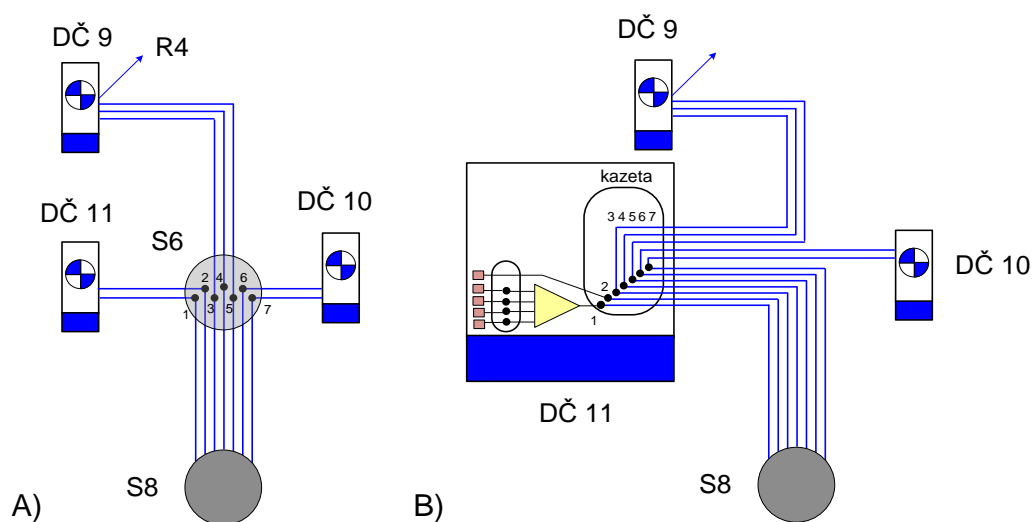 DČ 9
R4
DČ 11
S6
DČ 10
2 4 6
1 3 5 7
S8
A)
DČ 9
kazeta
3 4 5 6 7
2
1
DČ 10
DČ 11
S8
B)